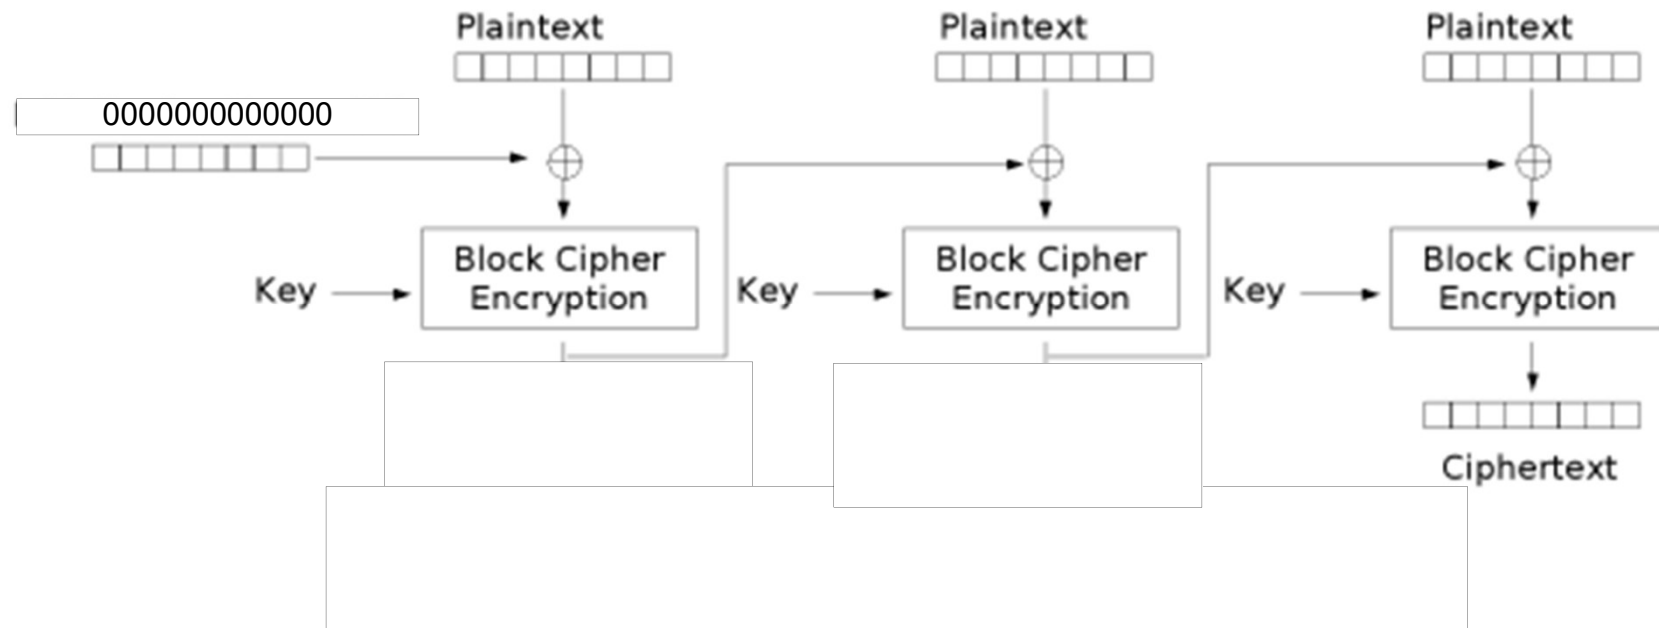 Plaintext
Plaintext
Plaintext
0000000000000
Block Cipher
Encryption
Block Cipher
Encryption
Block Cipher
Encryption
Key
Key
Key
Ciphertext